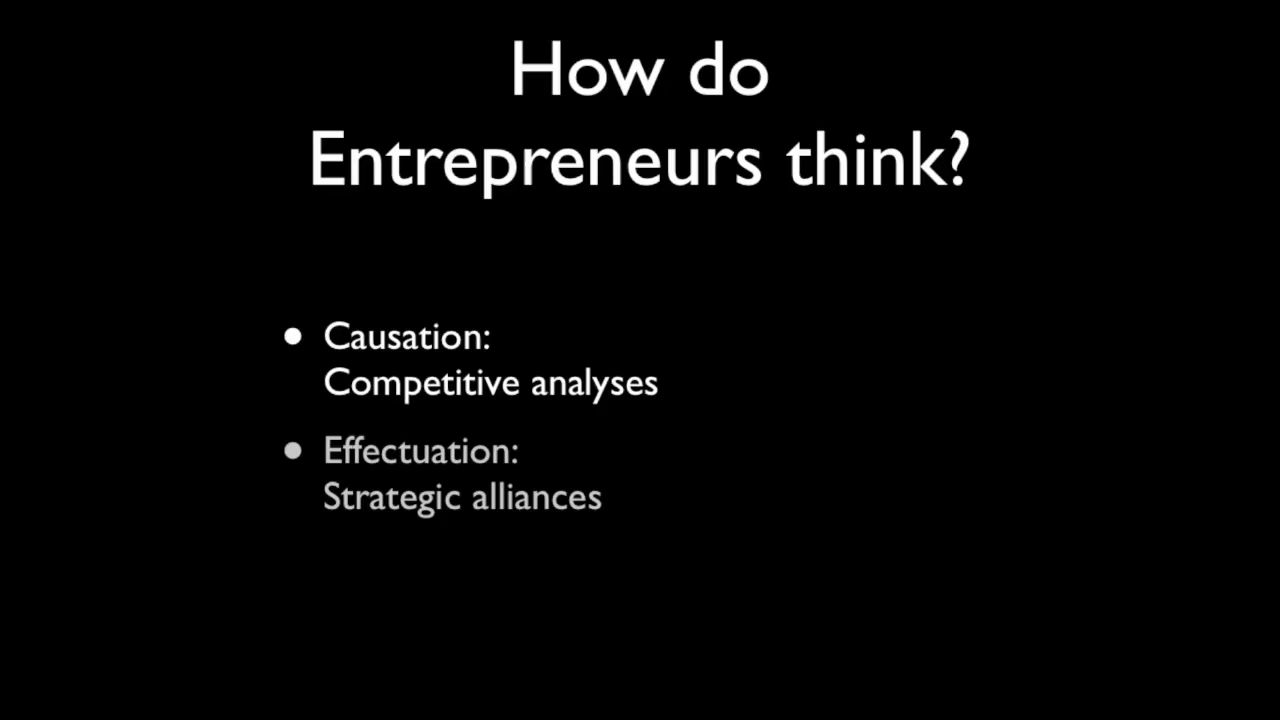 How do
Entrepreneurs think?
• Causation:
Competitive analyses
• Effectuation:
Strategic alliances